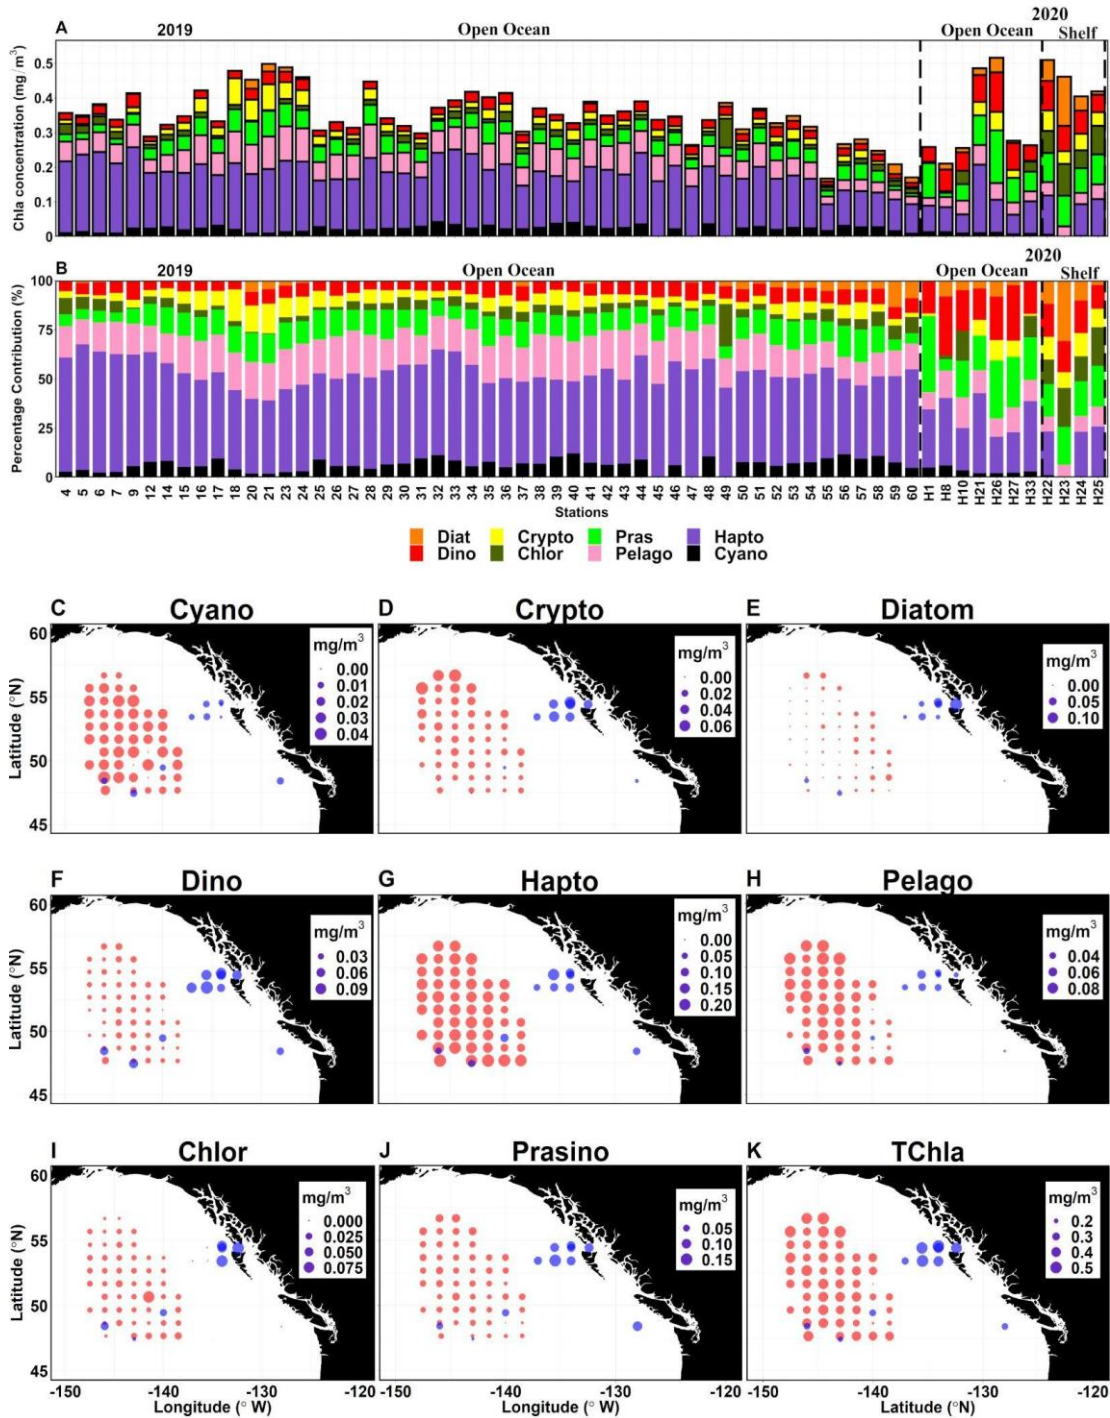 2020
A 2019 Open Ocean Open Ocean Shelf
Chla concentration (mg/m³)
0.5
0.4
0.3
0.2
0.1
0
2020
B 2019 Open Ocean Open Ocean Shelf
Percentage Contribution (%)
100
75
50
25
0
4 5 6 7 9 12 14 15 16 17 18 20 21 23 24 25 26 27 28 29 30 31 32 33 34 35 36 37 38 39 40 41 42 43 44 45 46 47 48 49 50 51 52 53 54 55 56 57 58 59 60 H1 H8 H10 H21 H26 H27 H33 H22 H23 H24 H25
Stations
Diat Crypto Pras Hapto
Dino Chlor Pelago Cyano
C Cyano
mg/m³
0.00
0.01
0.02
0.03
0.04
D Crypto
mg/m³
0.00
0.02
0.04
0.06
E Diatom
mg/m³
0.00
0.05
0.10
Latitude (°N)
60
55
50
45
F Dino
mg/m³
0.03
0.06
0.09
G Hapto
mg/m³
0.00
0.05
0.10
0.15
0.20
H Pelago
mg/m³
0.04
0.06
0.08
Latitude (°N)
60
55
50
45
I Chlor
mg/m³
0.000
0.025
0.050
0.075
J Prasino
mg/m³
0.05
0.10
0.15
K TChla
mg/m³
0.2
0.3
0.4
0.5
Latitude (°N)
60
55
50
45
-150 -140 -130 -120 -150 -140 -130 -120 -150 -140 -130 -120
Longitude (° W) Longitude (° W) Latitude (°N)